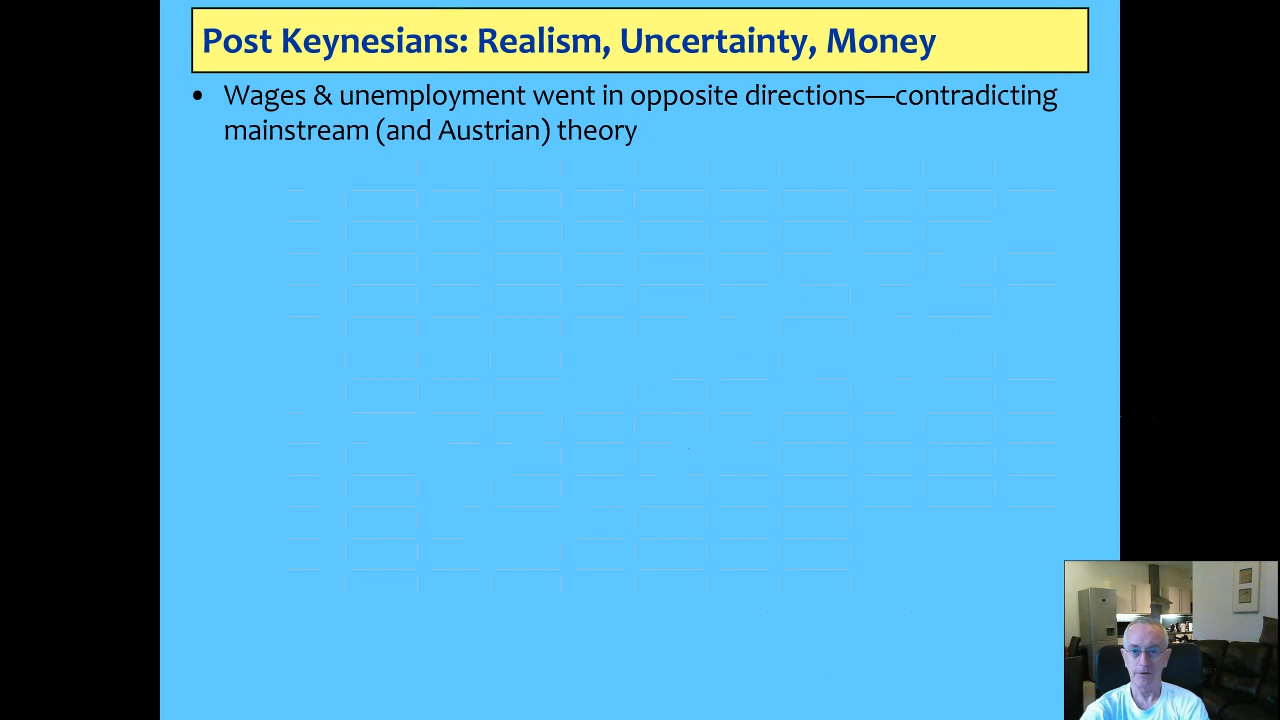 Post Keynesians: Realism, Uncertainty, Money
• Wages & unemployment went in opposite directions—contradicting
mainstream (and Austrian) theory